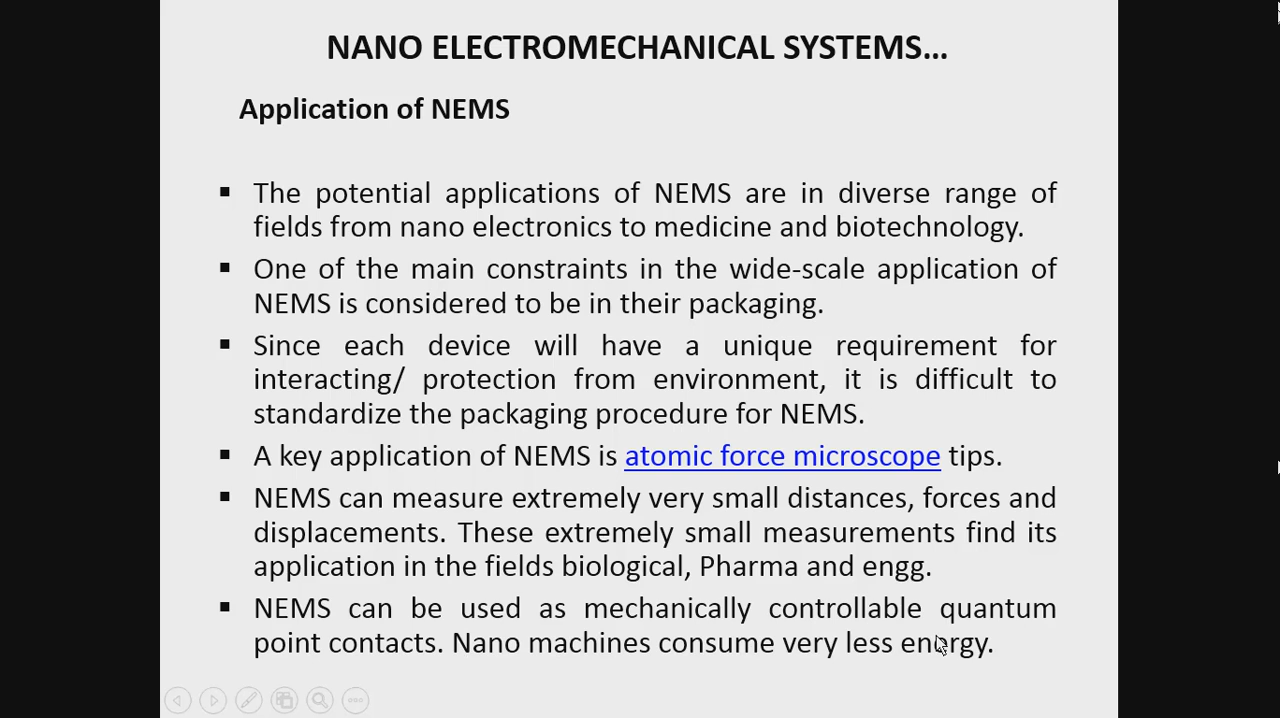 NANO ELECTROMECHANICAL SYSTEMS...
Application of NEMS
▪ The potential applications of NEMS are in diverse range of
fields from nano electronics to medicine and biotechnology.
▪ One of the main constraints in the wide-scale application of
NEMS is considered to be in their packaging.
▪ Since each device will have a unique requirement for
interacting/ protection from environment, it is difficult to
standardize the packaging procedure for NEMS.
▪ A key application of NEMS is atomic force microscope tips.
▪ NEMS can measure extremely very small distances, forces and
displacements. These extremely small measurements find its
application in the fields biological, Pharma and engg.
▪ NEMS can be used as mechanically controllable quantum
point contacts. Nano machines consume very less energy.